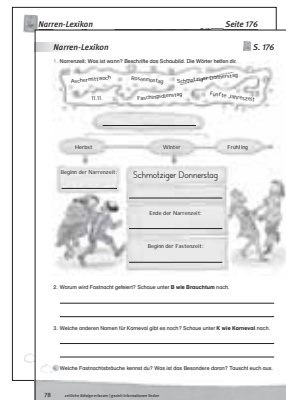 Narren-Lexikon Seite 176
Narren-Lexikon S. 176
1. Narrenzeit: Was ist wann? Beschrifte das Schaubild. Die Wörter helfen dir.
Aschermittwoch Rosenmontag Schmotziger Donnerstag
11.11. Faschingsdienstag Fünfte Jahreszeit
Herbst Winter Frühling
Beginn der Narrenzeit:
Schmotziger Donnerstag
Ende der Narrenzeit:
Beginn der Fastenzeit:
2. Warum wird Fastnacht gefeiert? Schaue unter B wie Brauchtum nach.
3. Welche anderen Namen für Karneval gibt es noch? Schaue unter K wie Karneval nach.
Welche Fastnachtsbräuche kennst du? Was ist das Besondere daran? Tauscht euch aus.
78